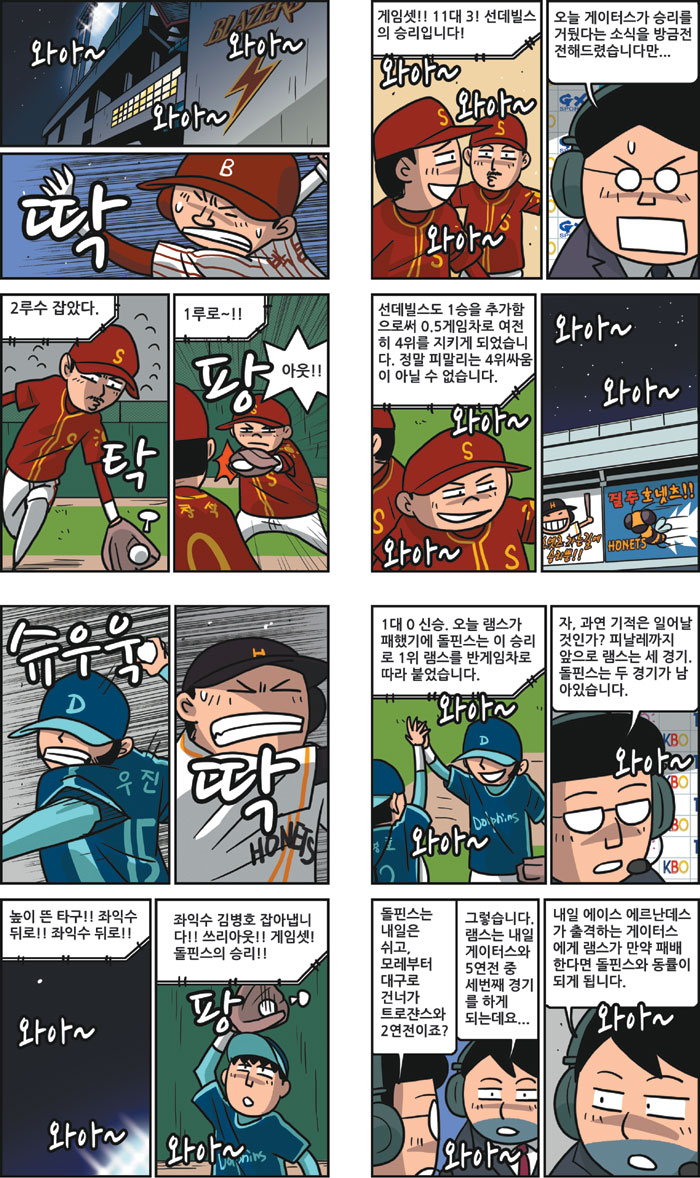 와아~
BLAZERS
와아~
와아~
B
딱
게임셋!! 11대 3! 선데빌스
의 승리입니다!
와아~
와아~
S
S
S
와아~
오늘 게이터스가 승리를
거뒀다는 소식을 방금전
전해드렸습니다만...
2루수 잡았다.
S
S
탁
1루로~!!
팡
아웃!!
S
선데빌스도 1승을 추가함
으로써 0.5게임차로 여전
히 4위를 지키게 되었습니
다. 정말 피말리는 4위싸움
이 아닐 수 없습니다.
와아~
S
S
와아~
와아~
와아~
전주호넷츠!!
HONETS
슈우우욱
D
우진
H
딱
HONETS
1대 0 신승. 오늘 램스가
패했기에 돌핀스는 이 승리
로 1위 램스를 반게임차로
따라 붙었습니다.
와아~
D
Dolphins
와아~
자, 과연 기적은 일어날
것인가? 피날레까지
앞으로 램스는 세 경기.
돌핀스는 두 경기가 남
아있습니다.
와아~
KBO
KBO
KBO
높이 뜬 타구!! 좌익수
뒤로!! 좌익수 뒤로!!
와아~
와아~
좌익수 김병호 잡아냅니
다!! 쓰리아웃!! 게임셋!
돌핀스의 승리!!
팡
와아~
Dolphins
돌핀스는
내일은
쉬고,
모레부터
대구로
건너가
트로쟌스와
2연전이죠?
그렇습니다.
램스는 내일
게이터스와
5연전 중
세번째 경기
를 하게
되는데요...
와아~
내일 에이스 에르난데스
가 출격하는 게이터스
에게 램스가 만약 패배
한다면 돌핀스와 동률이
되게 됩니다.
와아~